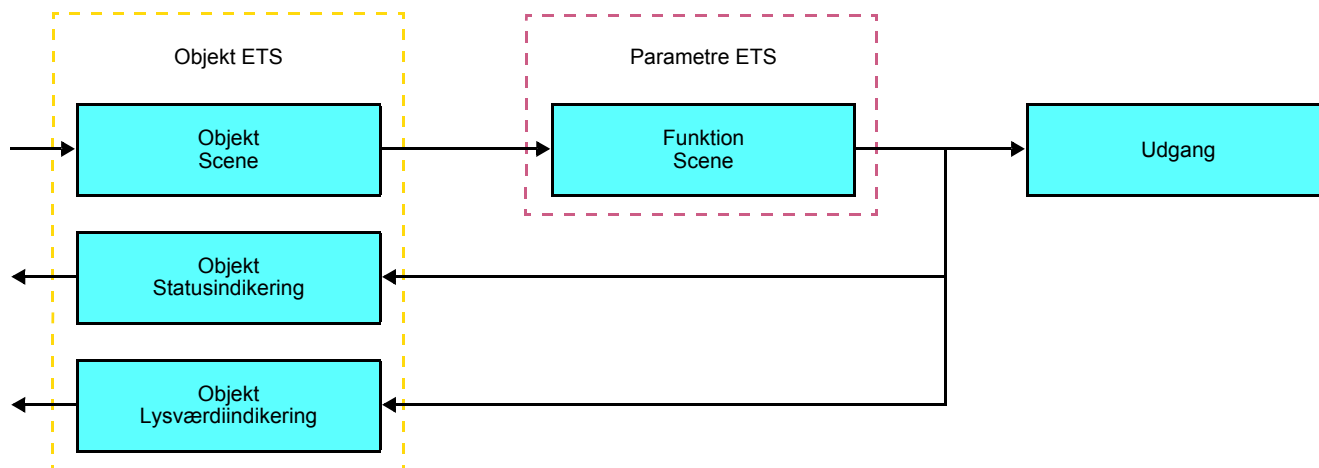 Objekt ETS
Parametre ETS
Objekt
Scene
Funktion
Scene
Udgang
Objekt
Statusindikering
Objekt
Lysværdiindikering